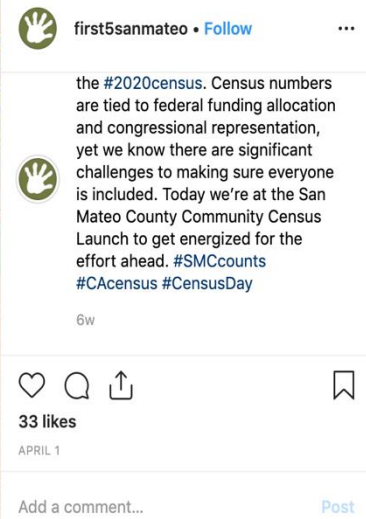 first5sanmateo • Follow
the #2020census. Census numbers
are tied to federal funding allocation
and congressional representation,
yet we know there are significant
challenges to making sure everyone
is included. Today we're at the San
Mateo County Community Census
Launch to get energized for the
effort ahead. #SMCcounts
#CAcensus #CensusDay
6w
33 likes
APRIL 1
Add a comment... Post